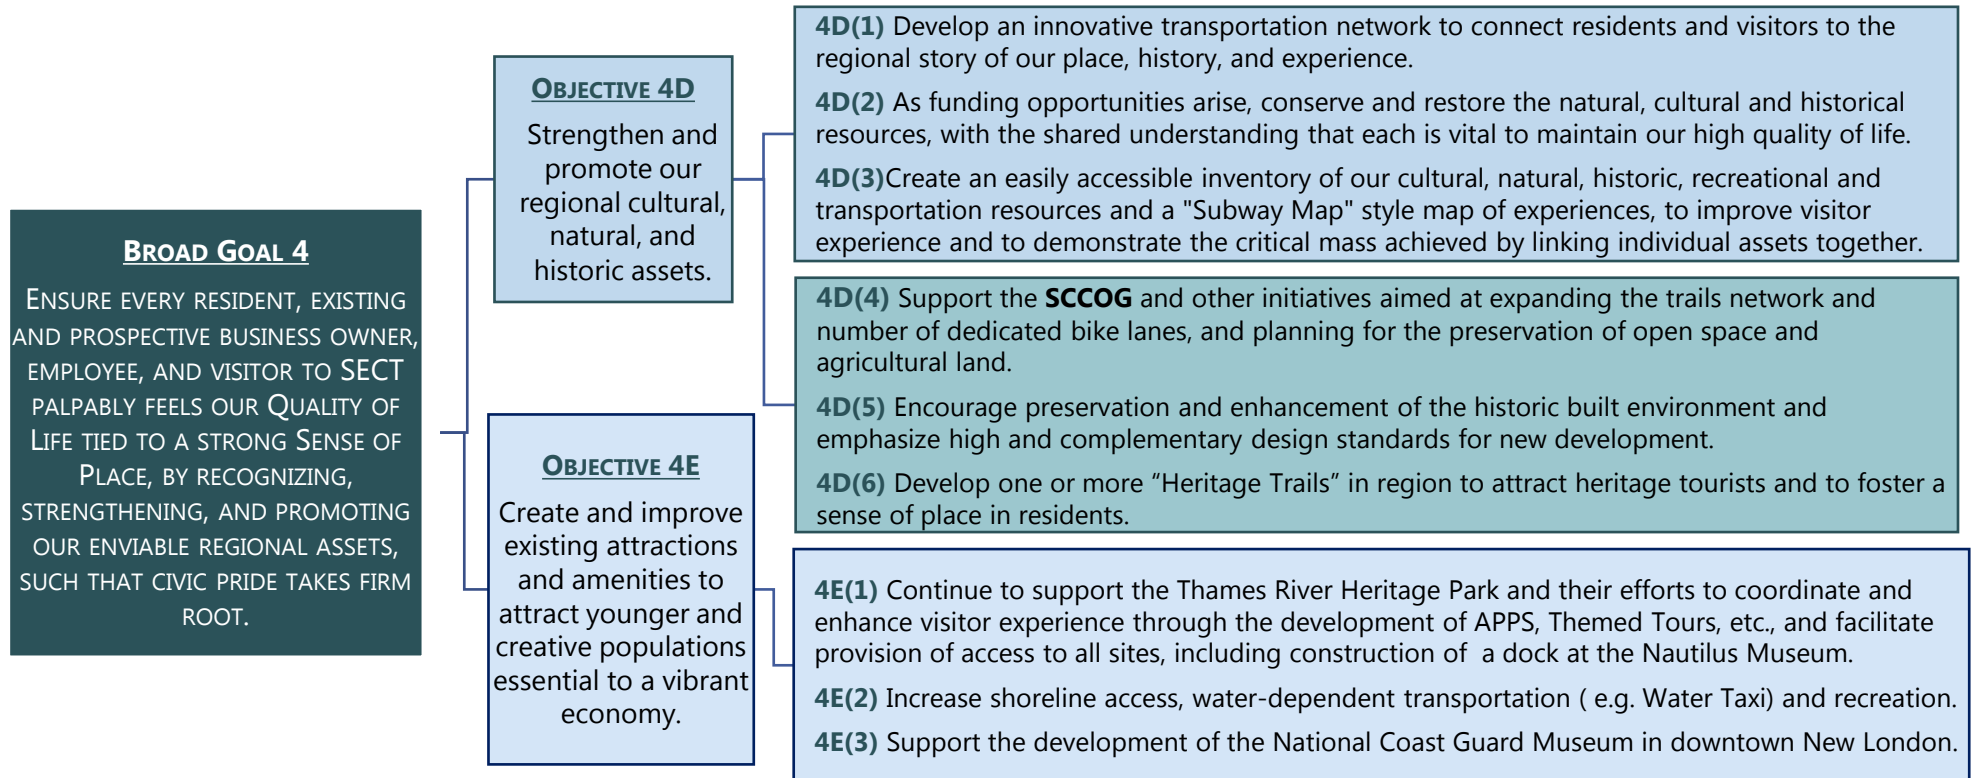 BROAD GOAL 4
ENSURE EVERY RESIDENT, EXISTING
AND PROSPECTIVE BUSINESS OWNER,
EMPLOYEE, AND VISITOR TO SECT
PALPABLY FEELS OUR QUALITY OF
LIFE TIED TO A STRONG SENSE OF
PLACE, BY RECOGNIZING,
STRENGTHENING, AND PROMOTING
OUR ENVIABLE REGIONAL ASSETS,
SUCH THAT CIVIC PRIDE TAKES FIRM
ROOT.
OBJECTIVE 4D
Strengthen and
promote our
regional cultural,
natural, and
historic assets.
4D(1) Develop an innovative transportation network to connect residents and visitors to the
regional story of our place, history, and experience.
4D(2) As funding opportunities arise, conserve and restore the natural, cultural and historical
resources, with the shared understanding that each is vital to maintain our high quality of life.
4D(3)Create an easily accessible inventory of our cultural, natural, historic, recreational and
transportation resources and a "Subway Map" style map of experiences, to improve visitor
experience and to demonstrate the critical mass achieved by linking individual assets together.
4D(4) Support the SCCOG and other initiatives aimed at expanding the trails network and
number of dedicated bike lanes, and planning for the preservation of open space and
agricultural land.
4D(5) Encourage preservation and enhancement of the historic built environment and
emphasize high and complementary design standards for new development.
4D(6) Develop one or more “Heritage Trails” in region to attract heritage tourists and to foster a
sense of place in residents.
OBJECTIVE 4E
Create and improve
existing attractions
and amenities to
attract younger and
creative populations
essential to a vibrant
economy.
4E(1) Continue to support the Thames River Heritage Park and their efforts to coordinate and
enhance visitor experience through the development of APPS, Themed Tours, etc., and facilitate
provision of access to all sites, including construction of a dock at the Nautilus Museum.
4E(2) Increase shoreline access, water-dependent transportation ( e.g. Water Taxi) and recreation.
4E(3) Support the development of the National Coast Guard Museum in downtown New London.